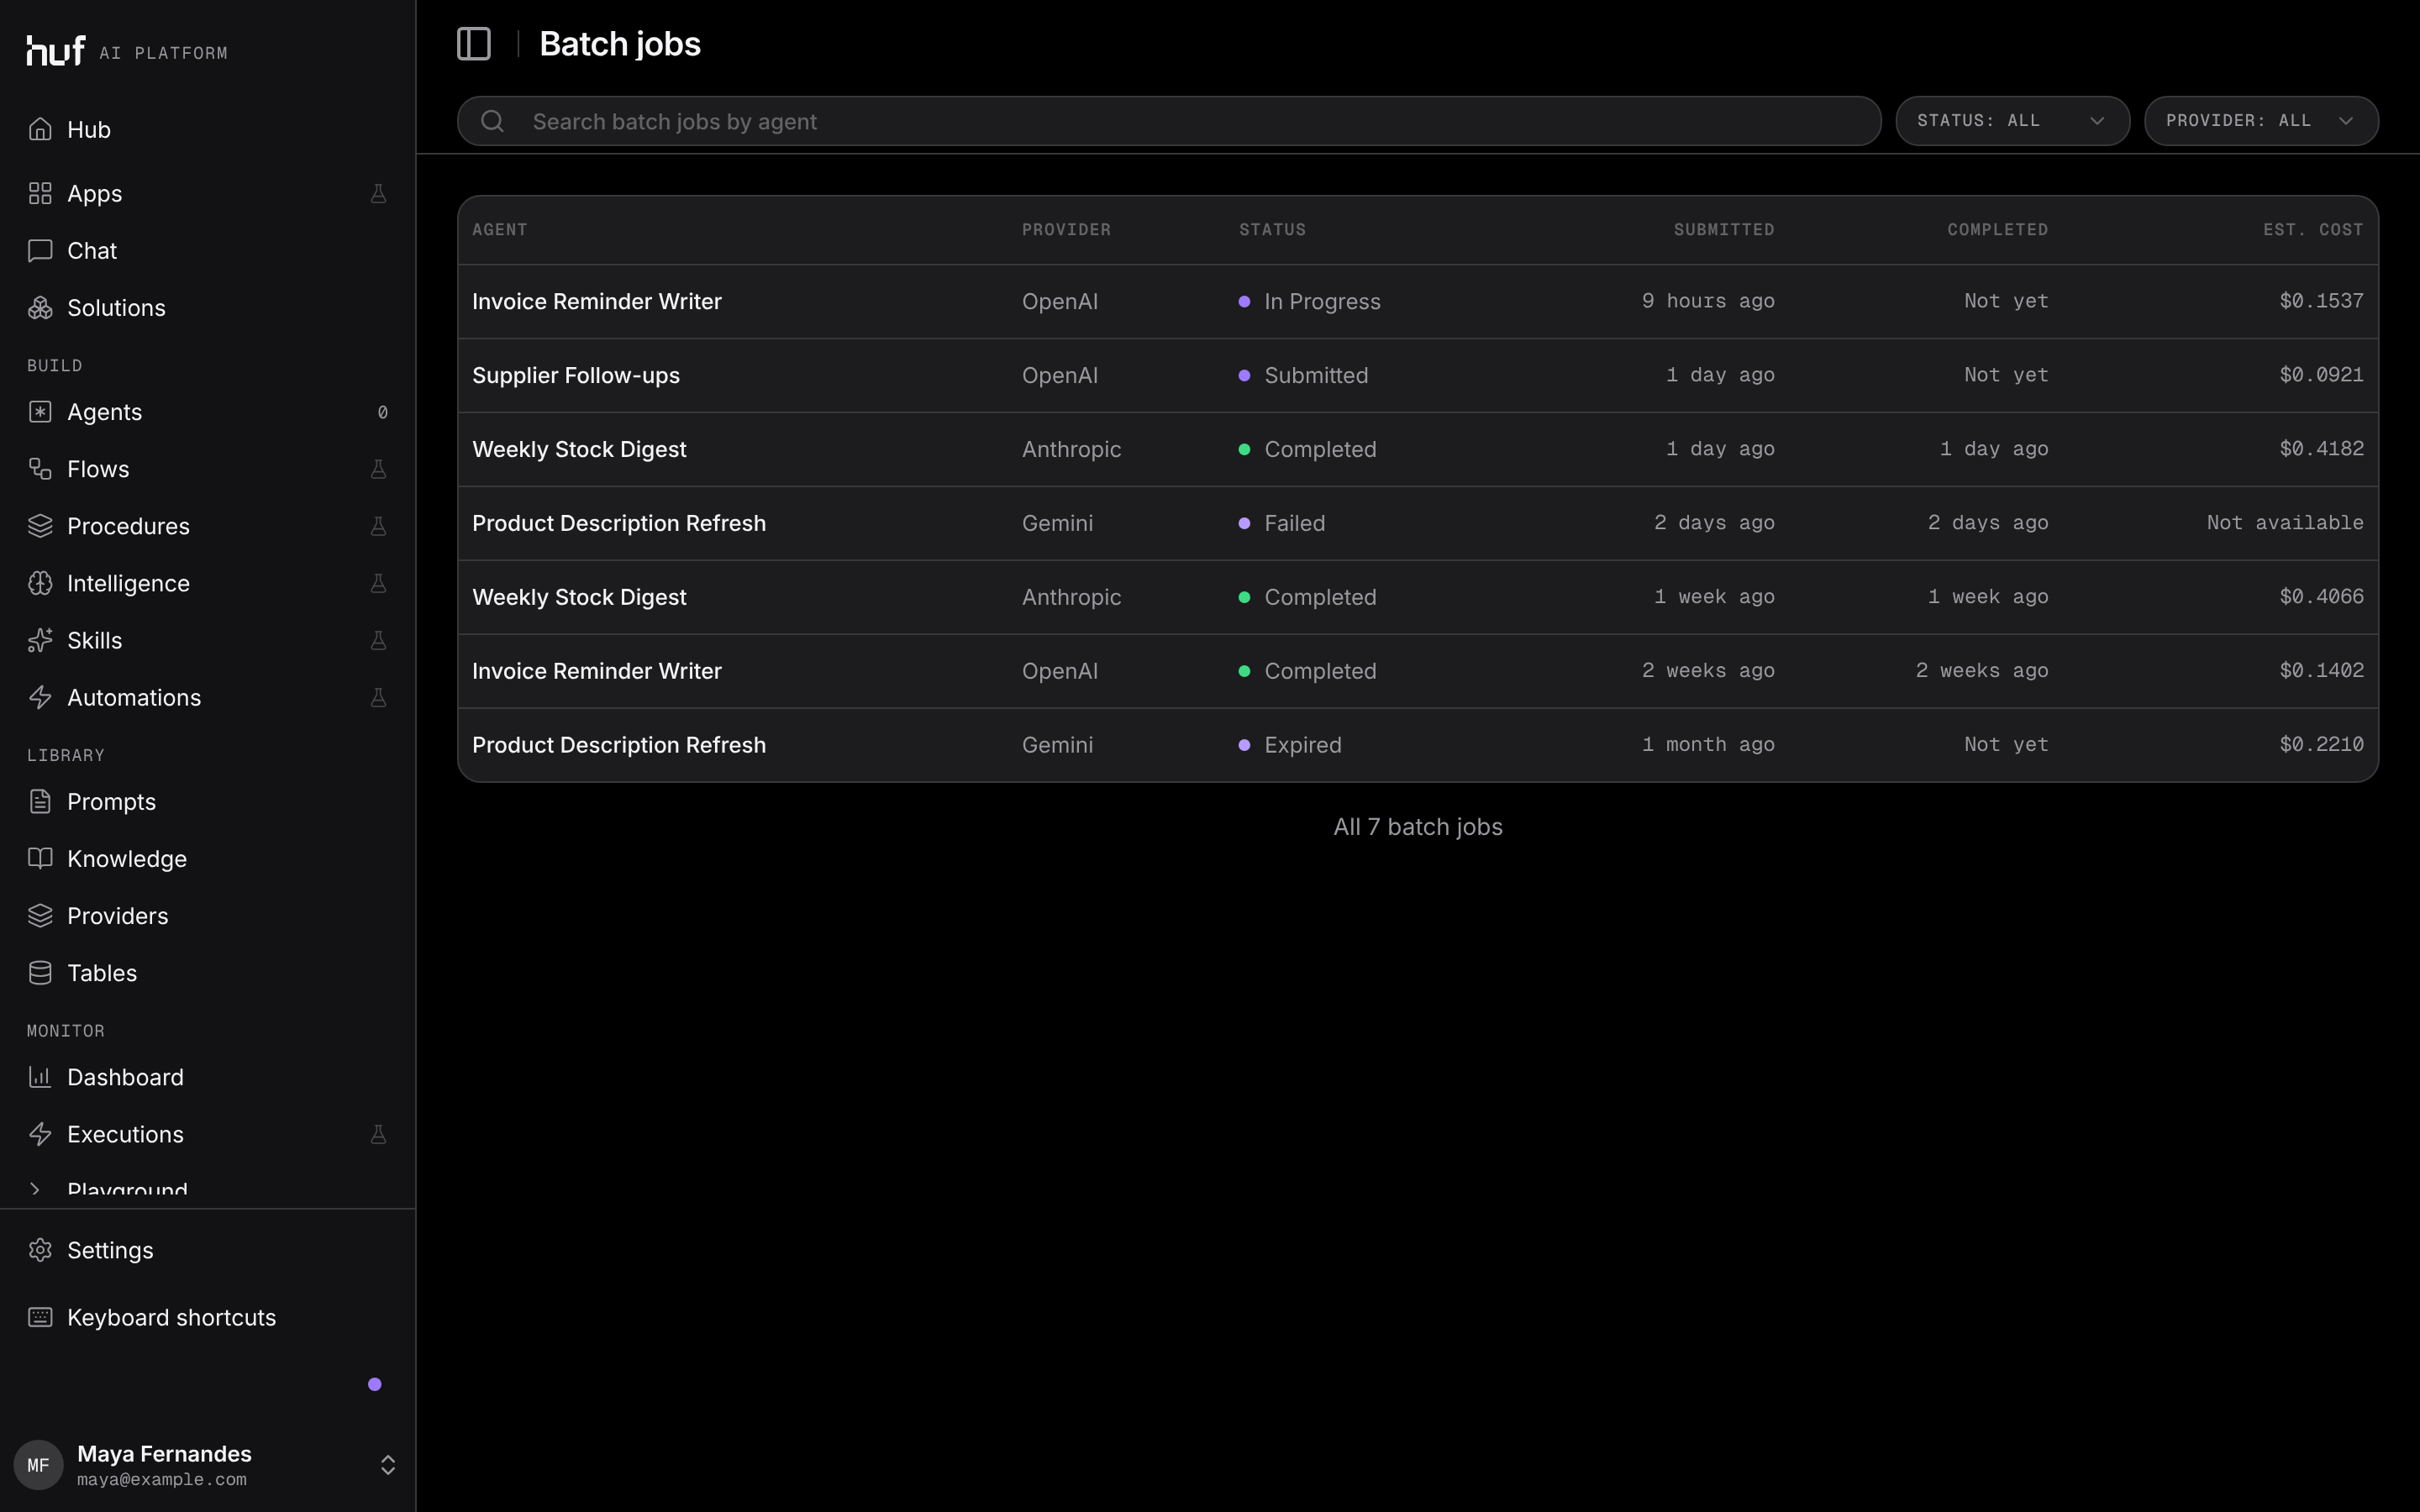 huf AI PLATFORM
Hub
Apps
Chat
Solutions
BUILD
Agents 0
Flows
Procedures
Intelligence
Skills
Automations
LIBRARY
Prompts
Knowledge
Providers
Tables
MONITOR
Dashboard
Executions
Playground
Settings
Keyboard shortcuts
MF
Maya Fernandes
maya@example.com
Batch jobs
Search batch jobs by agent
STATUS: ALL
PROVIDER: ALL
AGENT PROVIDER STATUS SUBMITTED COMPLETED EST. COST
Invoice Reminder Writer OpenAI In Progress 9 hours ago Not yet $0.1537
Supplier Follow-ups OpenAI Submitted 1 day ago Not yet $0.0921
Weekly Stock Digest Anthropic Completed 1 day ago 1 day ago $0.4182
Product Description Refresh Gemini Failed 2 days ago 2 days ago Not available
Weekly Stock Digest Anthropic Completed 1 week ago 1 week ago $0.4066
Invoice Reminder Writer OpenAI Completed 2 weeks ago 2 weeks ago $0.1402
Product Description Refresh Gemini Expired 1 month ago Not yet $0.2210
All 7 batch jobs